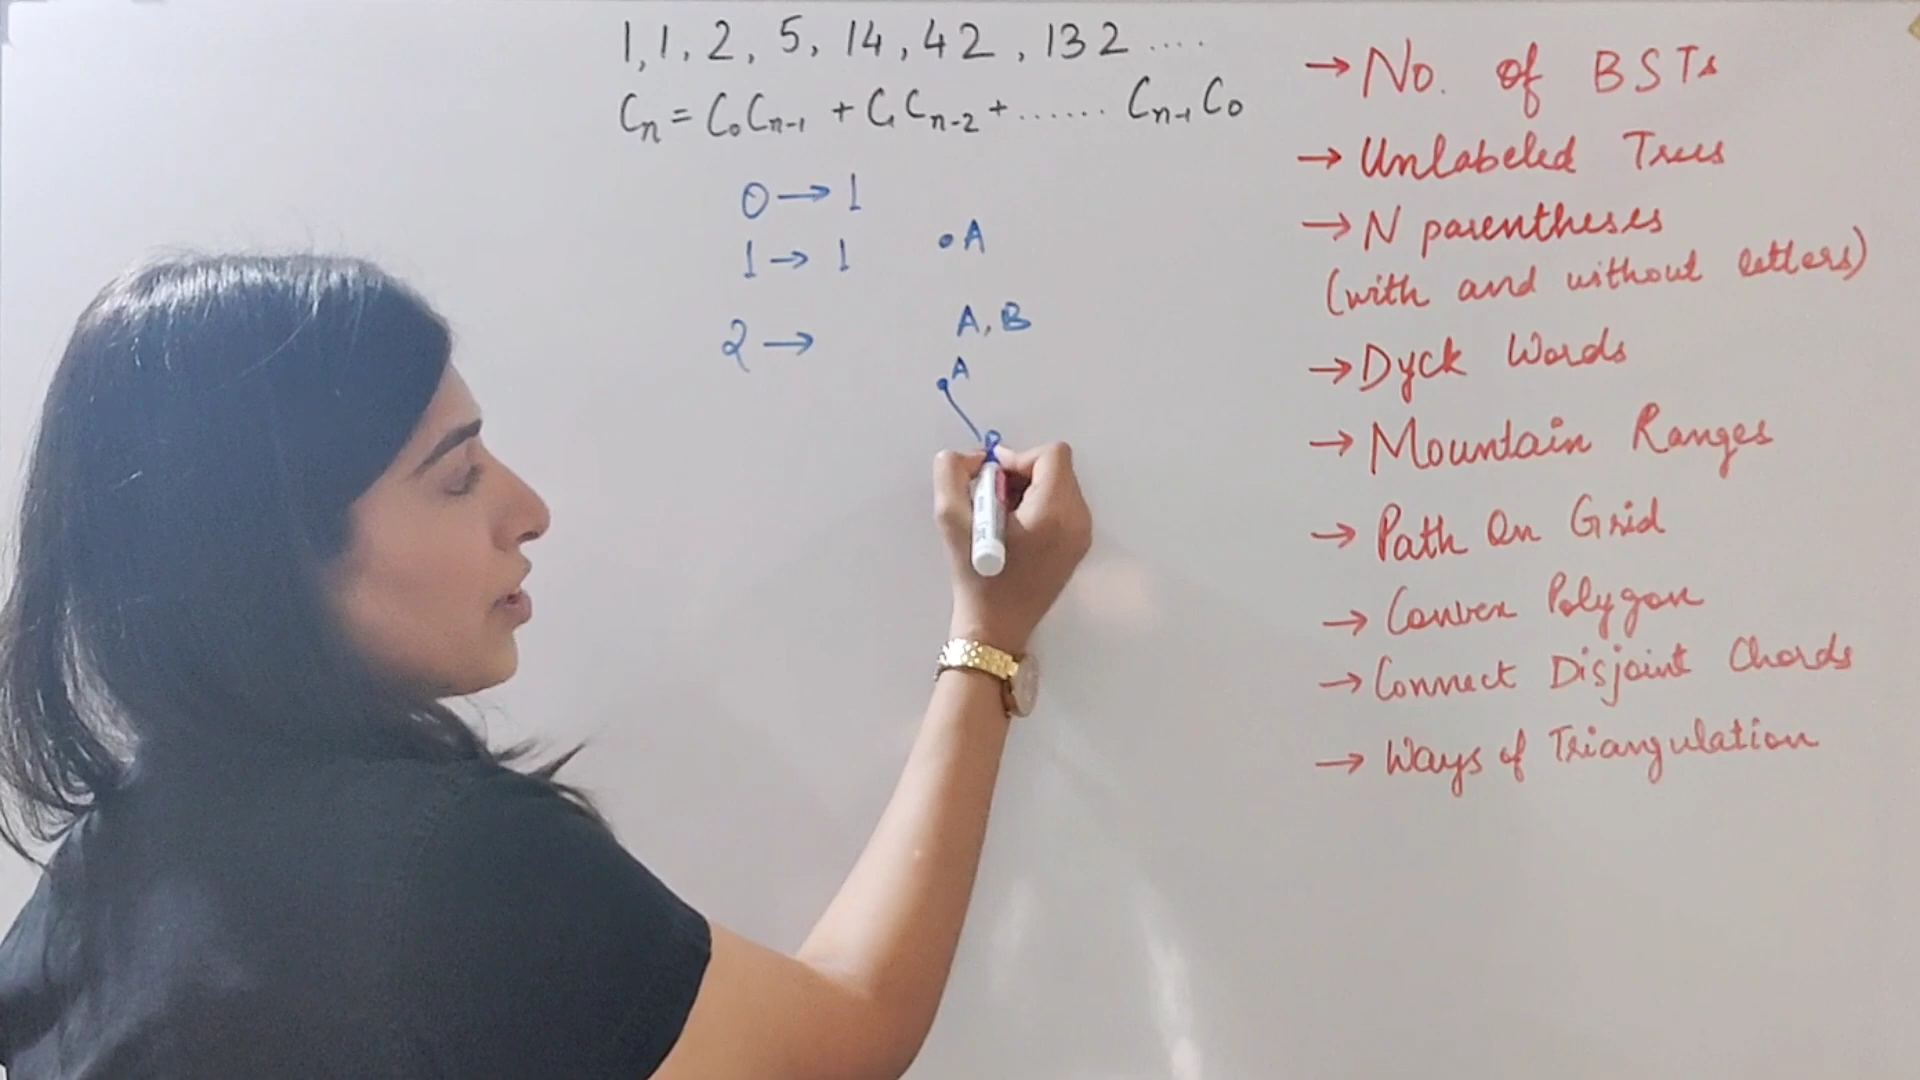 1, 1, 2, 5, 14, 42, 132 ....
Cn = C0Cn-1 + C1Cn-2 + ...... Cn-1C0
0 → 1
1 → 1
• A
2 →
A, B
A
B
→ No. of BSTs
→ Unlabeled Trees
→ N parentheses
(with and without letters)
→ Dyck Words
→ Mountain Ranges
→ Path On Grid
→ Convex Polygon
→ Connect Disjoint Chords
→ Ways of Triangulation